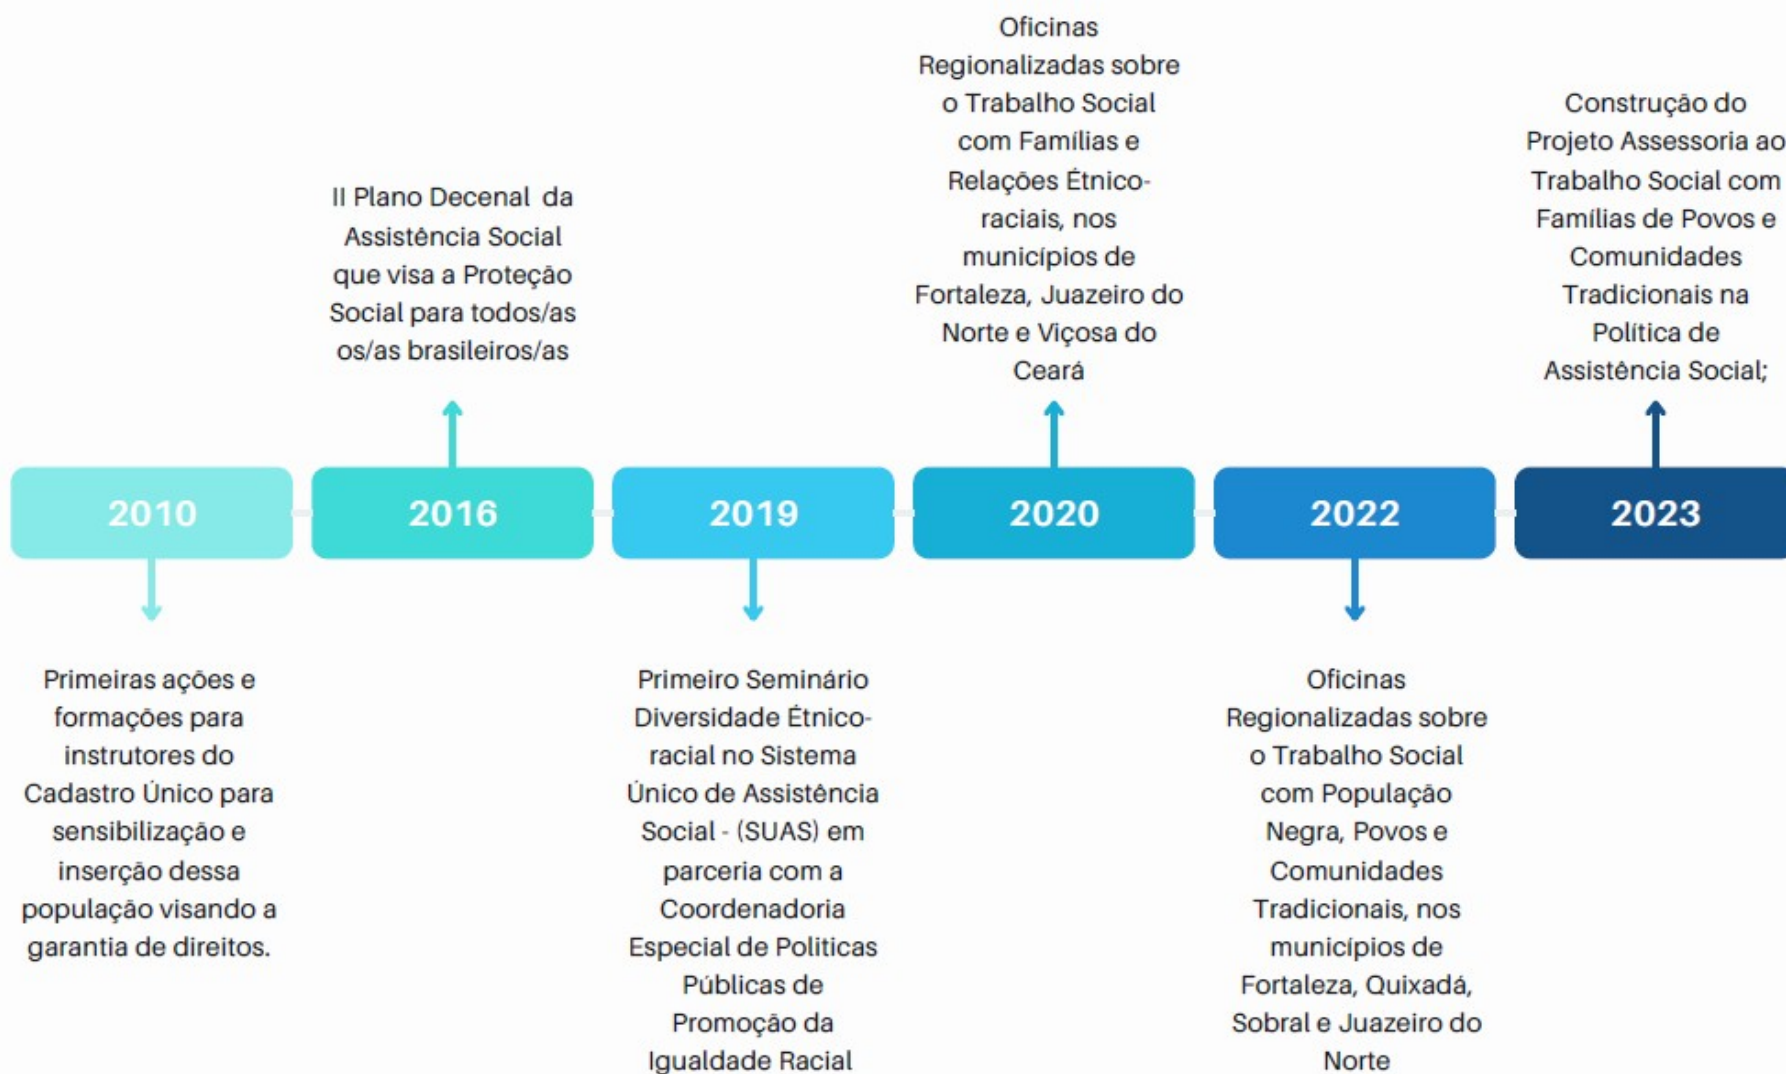 2010
Primeiras ações e
formações para
instrutores do
Cadastro Único para
sensibilização e
inserção dessa
população visando a
garantia de direitos.
II Plano Decenal da
Assistência Social
que visa a Proteção
Social para todos/as
os/as brasileiros/as
2016
2019
Primeiro Seminário
Diversidade Étnico-
racial no Sistema
Único de Assistência
Social - (SUAS) em
parceria com a
Coordenadoria
Especial de Politicas
Públicas de
Promoção da
Igualdade Racial
Oficinas
Regionalizadas sobre
o Trabalho Social
com Famílias e
Relações Étnico-
raciais, nos
municípios de
Fortaleza, Juazeiro do
Norte e Viçosa do
Ceará
2020
2022
Oficinas
Regionalizadas sobre
o Trabalho Social
com População
Negra, Povos e
Comunidades
Tradicionais, nos
municípios de
Fortaleza, Quixadá,
Sobral e Juazeiro do
Norte
Construção do
Projeto Assessoria ao
Trabalho Social com
Famílias de Povos e
Comunidades
Tradicionais na
Política de
Assistência Social;
2023